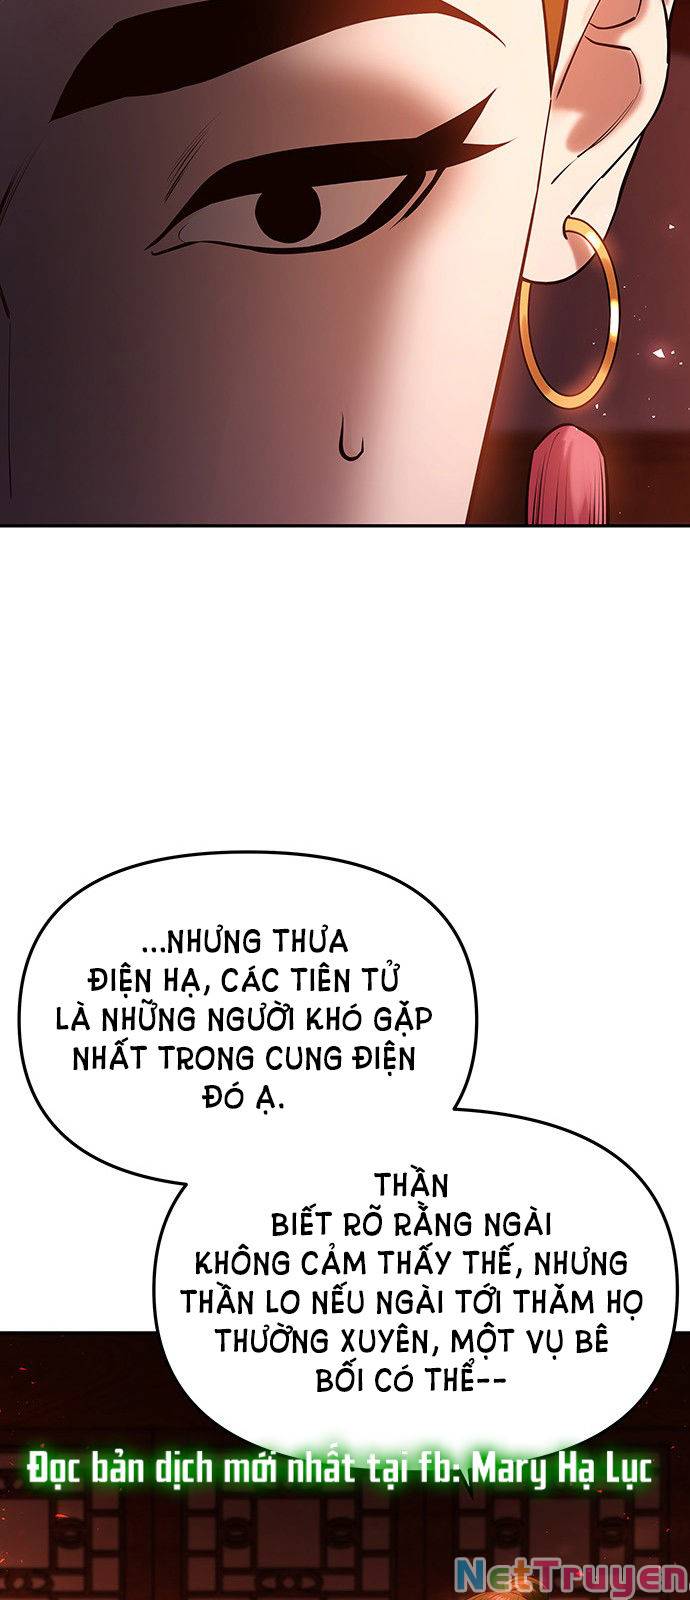 ...NHƯNG THƯA
ĐIỆN HẠ, CÁC TIÊN TỬ
LÀ NHỮNG NGƯỜI KHÓ GẶP
NHẤT TRONG CUNG ĐIỆN
ĐÓ Ạ.
THẦN
BIẾT RÕ RẰNG NGÀI
KHÔNG CẢM THẤY THẾ, NHƯNG
THẦN LO NẾU NGÀI TỚI THĂM HỌ
THƯỜNG XUYÊN, MỘT VỤ BÊ
BỐI CÓ THỂ--
Đọc bản dịch mới nhất tại fb: Mary Hạ Lục
NetTruyen